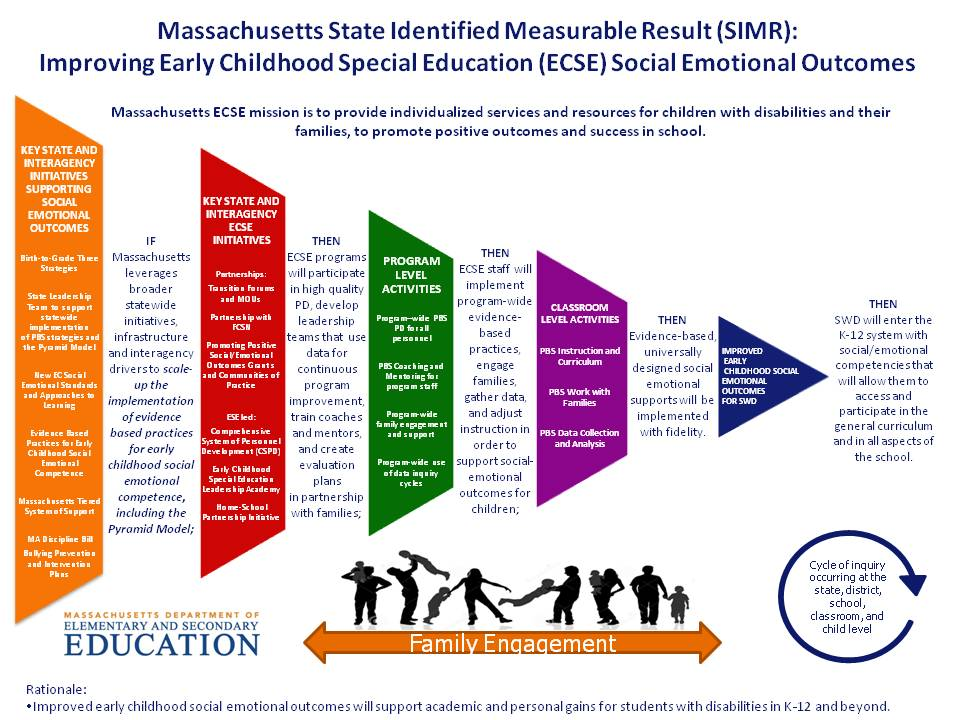 Massachusetts State Identified Measurable Result (SIMR):
Improving Early Childhood Special Education (ECSE) Social Emotional Outcomes
Massachusetts ECSE mission is to provide individualized services and resources for children with disabilities and their
families, to promote positive outcomes and success in school.
KEY STATE AND
INTERAGENCY
INITIATIVES
SUPPORTING
SOCIAL
EMOTIONAL
OUTCOMES
Birth-to-Grade Three
Strategies
State Leadership
Team to support
statewide
implementation
of PBS strategies and
the Pyramid Model
New EC Social
Emotional Standards
and Approaches to
Learning
Evidence Based
Practices for Early
Childhood Social
Emotional
Competence
Massachusetts Tiered
System of Support
MA Discipline Bill
Bullying Prevention
and Intervention
Plans
IF
Massachusetts
leverages
broader
statewide
initiatives,
infrastructure
and interagency
drivers to scale-
up the
implementation
of evidence
based practices
for early
childhood social
emotional
competence,
including the
Pyramid Model;
KEY STATE AND
INTERAGENCY
ECSE
INITIATIVES
Partnerships:
Transition Forums
and MOUs
Partnership with
FCSN
Promoting Positive
Social/Emotional
Outcomes Grants
and Communities of
Practice
ESE led:
Comprehensive
System of Personnel
Development (CSPD)
Early Childhood
Special Education
Leadership Academy
Home-School
Partnership Initiative
THEN
ECSE programs
will participate
in high quality
PD, develop
leadership
teams that use
data for
continuous
program
improvement,
train coaches
and mentors,
and create
evaluation
plans
in partnership
with families;
PROGRAM
LEVEL
ACTIVITIES
Program-wide PBS
PD for all
personnel
PBS Coaching and
Mentoring for
program staff
Program-wide
family engagement
and support
Program-wide use
of data inquiry
cycles
THEN
ECSE staff will
implement
program-wide
evidence-
based
practices,
engage
families,
gather data,
and adjust
instruction in
order to
support social-
emotional
outcomes for
children;
CLASSROOM
LEVEL ACTIVITIES
PBS Instruction and
Curriculum
PBS Work with
Families
PBS Data Collection
and Analysis
THEN
Evidence-based,
universally
designed social
emotional
supports will be
implemented
with fidelity.
IMPROVED
EARLY
CHILDHOOD SOCIAL
EMOTIONAL
OUTCOMES
FOR SWD
THEN
SWD will enter the
K-12 system with
social/emotional
competencies that
will allow them to
access and
participate in the
general curriculum
and in all aspects of
the school.
MASSACHUSETTS DEPARTMENT OF
ELEMENTARY AND SECONDARY
EDUCATION
Family Engagement
Cycle of inquiry
occurring at the
state, district,
school,
classroom, and
child level
Rationale:
•Improved early childhood social emotional outcomes will support academic and personal gains for students with disabilities in K-12 and beyond.